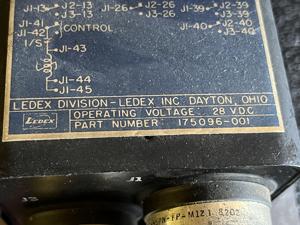 J1-13 J2-13 J1-26 J2-26 J1-39 J2-39
J3-13 J3-26 J3-39
J1-41 J1-40 J2-40
J1-42 CONTROL J3-40
1/S
J1-43
J1-44
J1-45
LEDEX DIVISION - LEDEX INC. DAYTON, OHIO
LEDEX OPERATING VOLTAGE 28 V.D.C.
PART NUMBER 175096-001
J1